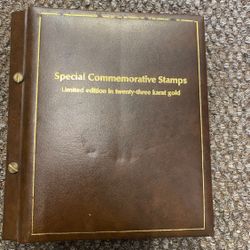 Special Commemorative Stamps
Limited edition in twenty-three karat gold